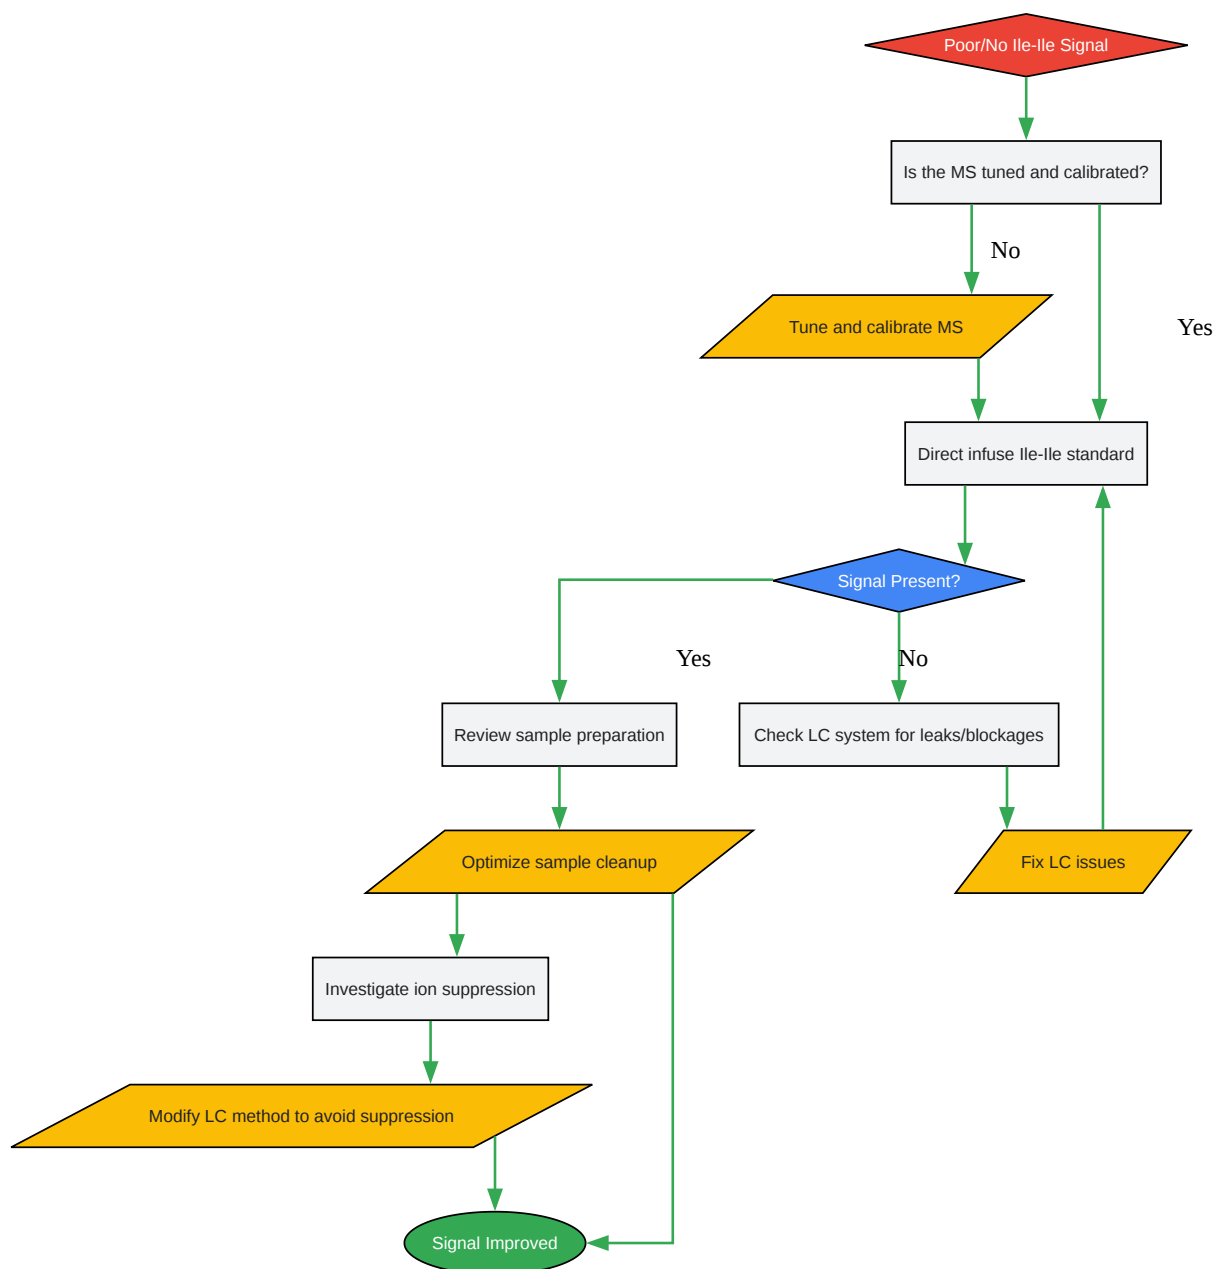 Poor/No Ile-Ile Signal
Is the MS tuned and calibrated?
No
Tune and calibrate MS
Yes
Direct infuse Ile-Ile standard
Signal Present?
Yes
No
Review sample preparation
Check LC system for leaks/blockages
Optimize sample cleanup
Fix LC issues
Investigate ion suppression
Modify LC method to avoid suppression
Signal Improved